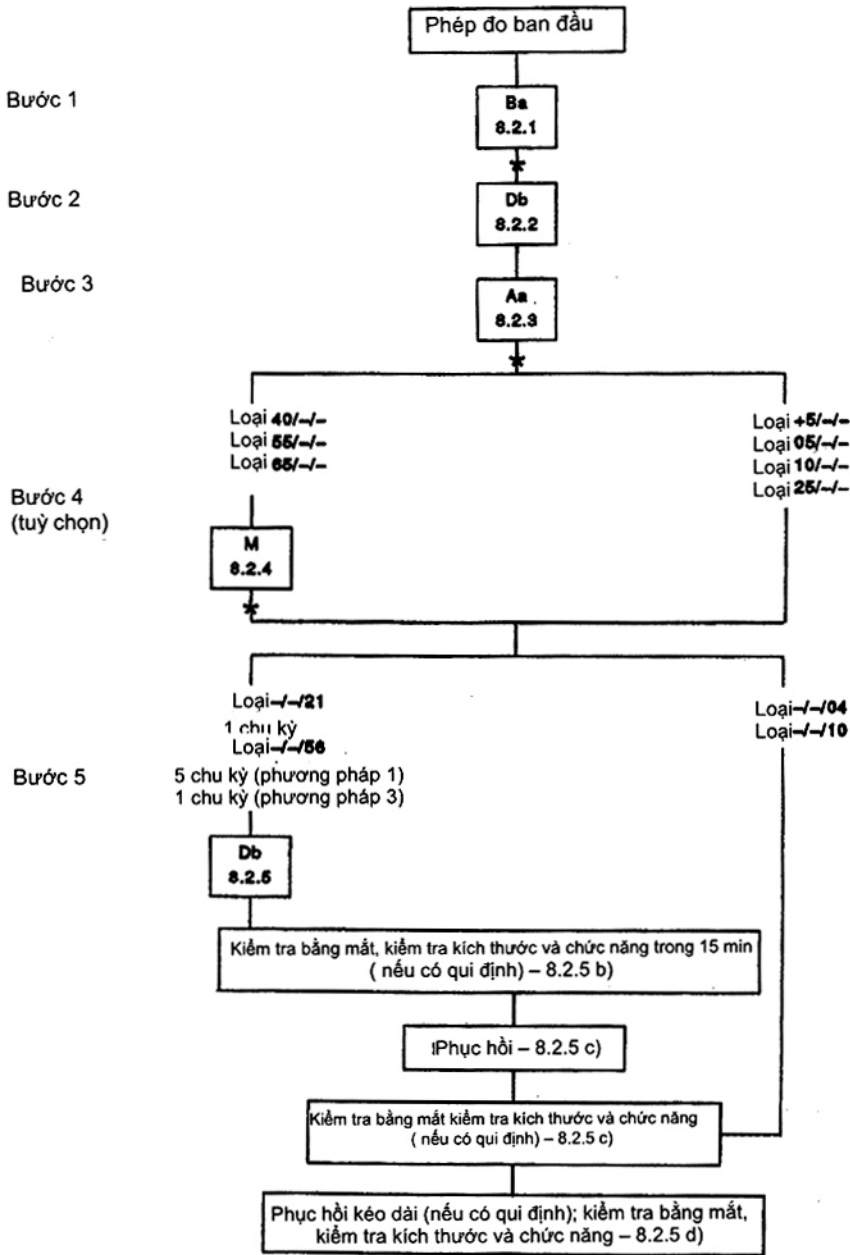 Phép đo ban đầu
Bước 1
Ba
8.2.1
*
Bước 2
Db
8.2.2
Bước 3
Aa
8.2.3
*
Loại 40/–/–
Loại 55/–/–
Loại 65/–/–
Loại +5/–/–
Loại 05/–/–
Loại 10/–/–
Loại 25/–/–
Bước 4
(tuỳ chọn)
M
8.2.4
*
Loại–/–/21
1 chu kỳ
Loại–/–/56
5 chu kỳ (phương pháp 1)
1 chu kỳ (phương pháp 3)
Loại–/–/04
Loại–/–/10
Bước 5
Db
8.2.5
Kiểm tra bằng mắt, kiểm tra kích thước và chức năng trong 15 min
( nếu có qui định) – 8.2.5 b)
Phục hồi – 8.2.5 c)
Kiểm tra bằng mắt kiểm tra kích thước và chức năng
( nếu có qui định) – 8.2.5 c)
Phục hồi kéo dài (nếu có qui định); kiểm tra bằng mắt,
kiểm tra kích thước và chức năng – 8.2.5 d)